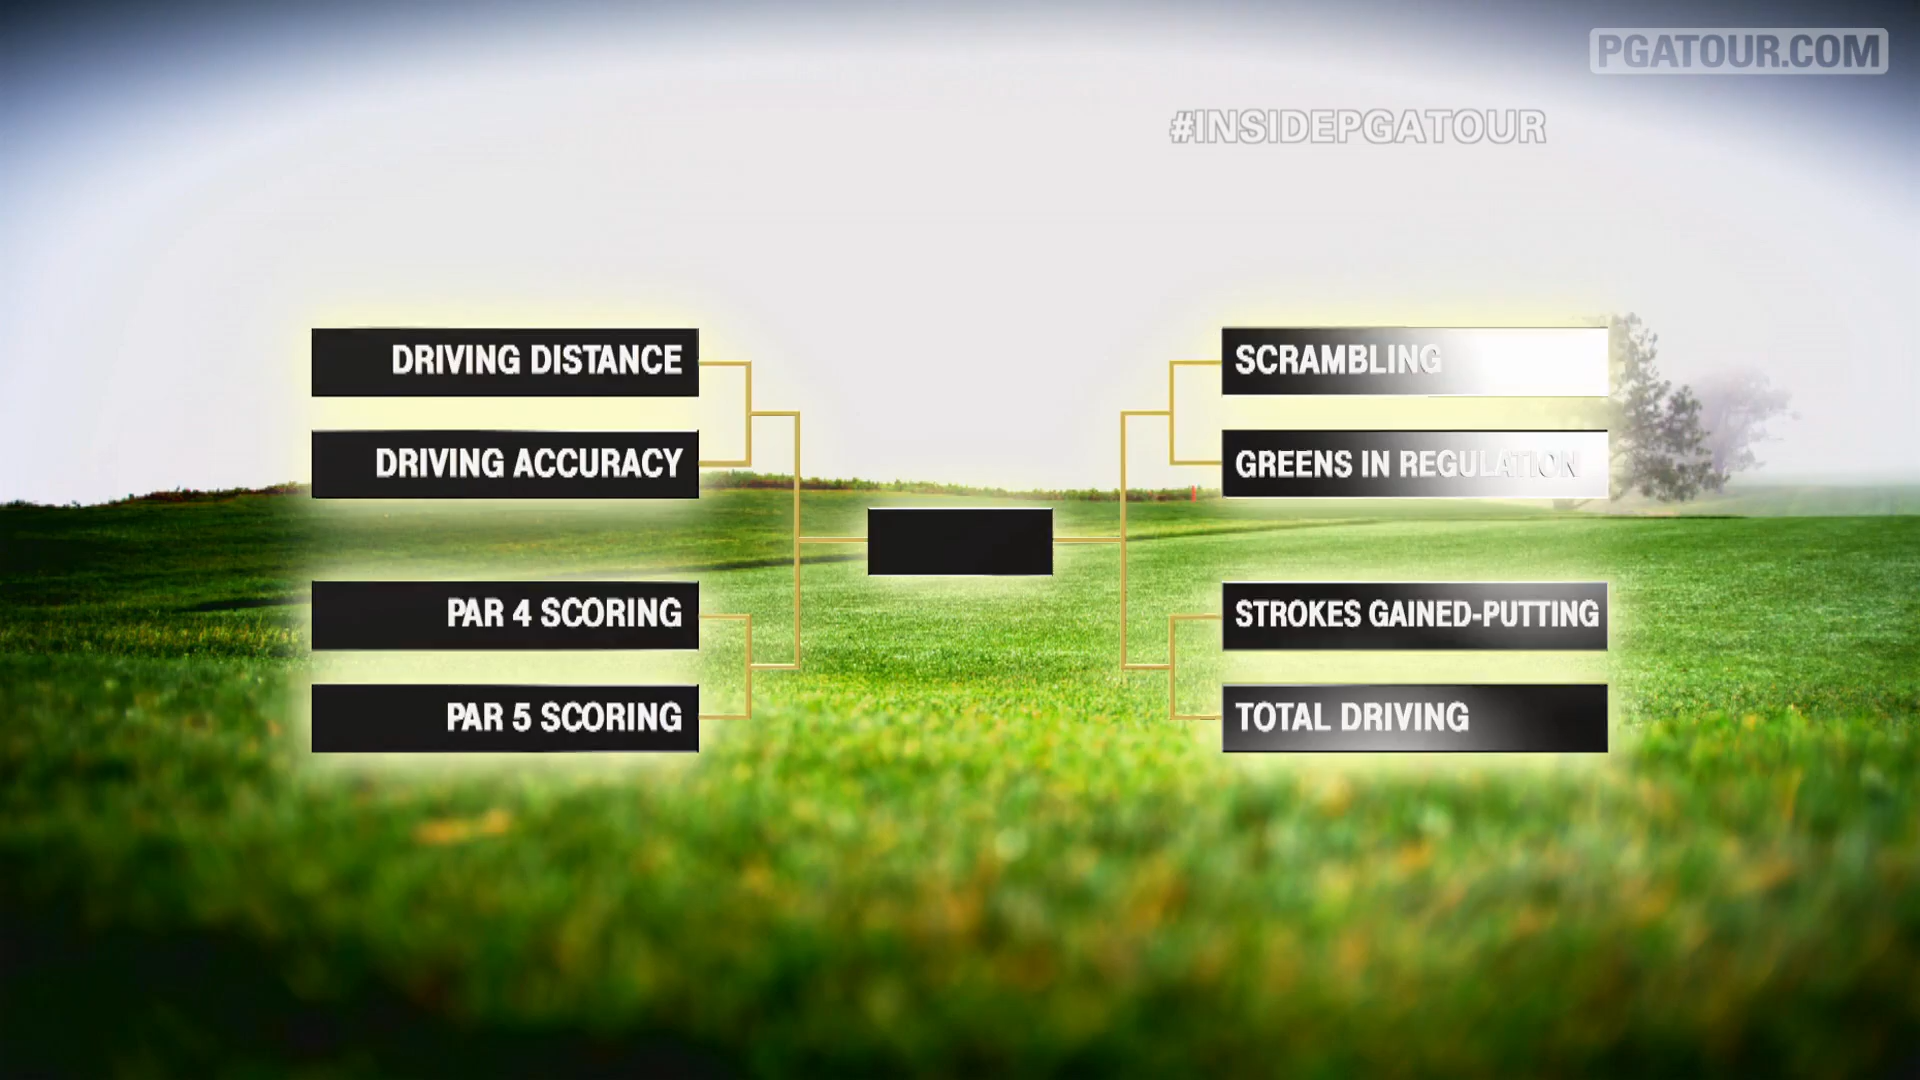 PGATOUR.COM
#INSIDEPGATOUR
DRIVING DISTANCE
DRIVING ACCURACY
PAR 4 SCORING
PAR 5 SCORING
SCRAMBLING
GREENS IN REGULATION
STROKES GAINED-PUTTING
TOTAL DRIVING